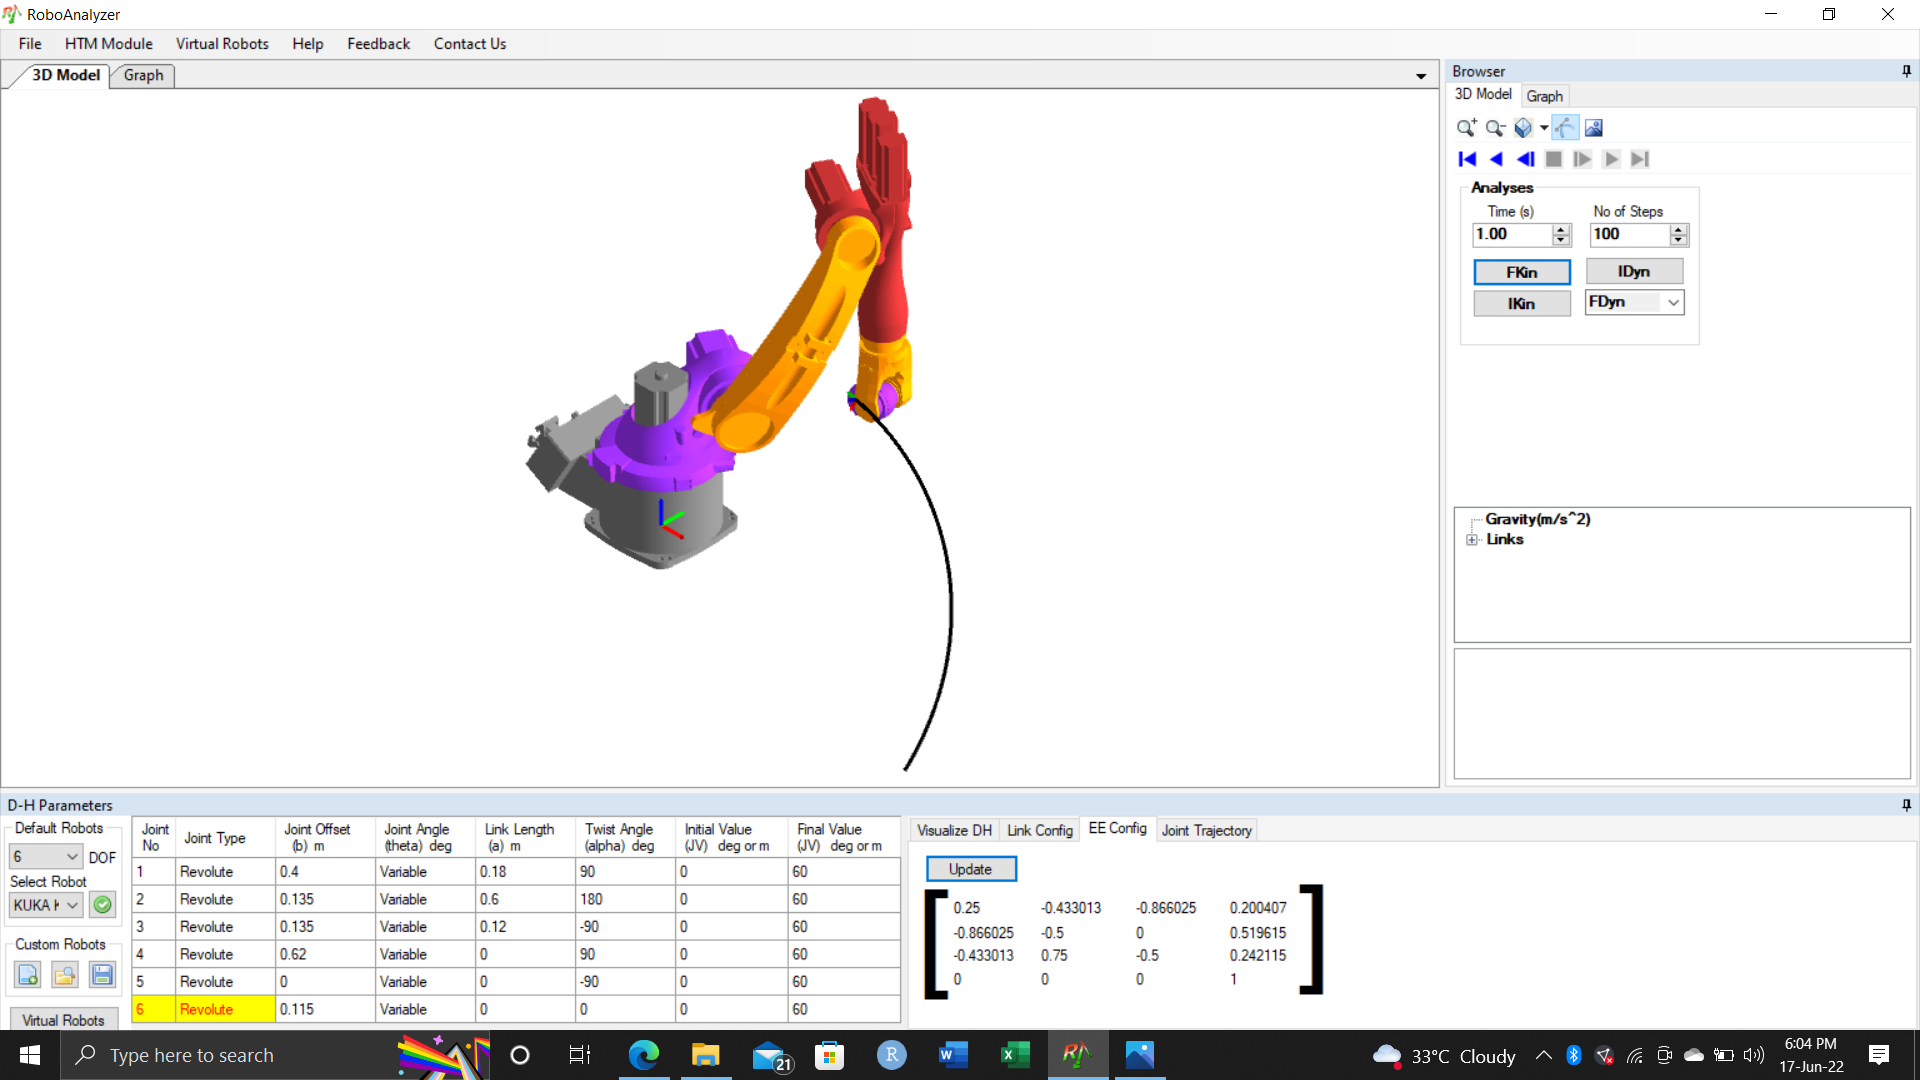 RoboAnalyzer
File HTM Module Virtual Robots Help Feedback Contact Us
3D Model Graph
Browser
3D Model Graph
Analyses
Time (s) No of Steps
1.00 100
FKin IDyn
IKin FDyn
Gravity(m/s^2)
Links
D-H Parameters
Default Robots
6 DOF
Select Robot
KUKA K
Custom Robots
Virtual Robots
Joint No Joint Type Joint Offset (b) m Joint Angle (theta) deg Link Length (a) m Twist Angle (alpha) deg Initial Value (JV) deg or m Final Value (JV) deg or m
1 Revolute 0.4 Variable 0.18 90 0 60
2 Revolute 0.135 Variable 0.6 180 0 60
3 Revolute 0.135 Variable 0.12 -90 0 60
4 Revolute 0.62 Variable 0 90 0 60
5 Revolute 0 Variable 0 -90 0 60
6 Revolute 0.115 Variable 0 0 0 60
Visualize DH Link Config EE Config Joint Trajectory
Update
0.25 -0.433013 -0.866025 0.200407
-0.866025 -0.5 0 0.519615
-0.433013 0.75 -0.5 0.242115
0 0 0 1
Type here to search
21
33°C Cloudy
6:04 PM
17-Jun-22